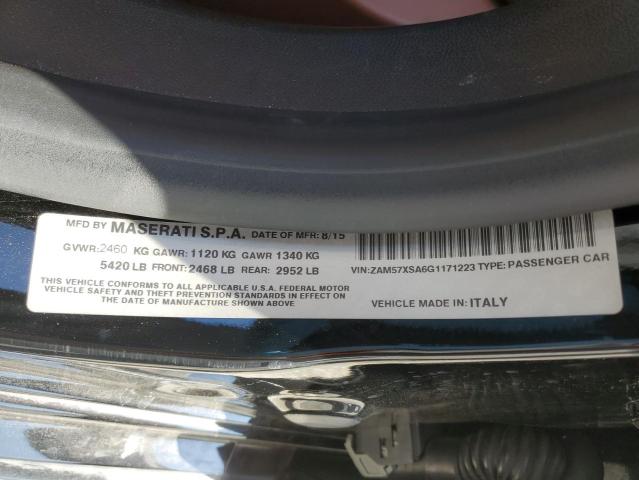 MFD BY MASERATI S.P.A. DATE OF MFR: 8/15
GVWR:2460 KG GAWR: 1120 KG GAWR 1340 KG
5420 LB FRONT: 2468 LB REAR: 2952 LB
THIS VEHICLE CONFORMS TO ALL APPLICABLE U.S.A. FEDERAL MOTOR
VEHICLE SAFETY AND THEFT PREVENTION STANDARDS IN EFFECT ON
THE DATE OF MANUFACTURE SHOWN ABOVE
VIN:ZAM57XSA6G1171223 TYPE: PASSENGER CAR
VEHICLE MADE IN: ITALY